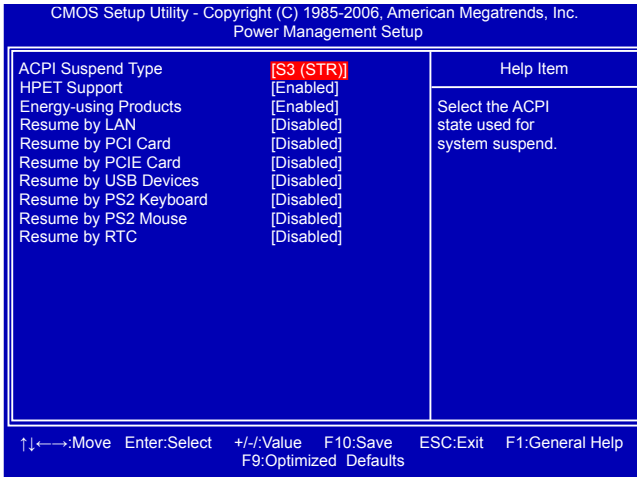 CMOS Setup Utility - Copyright (C) 1985-2006, American Megatrends, Inc.
Power Management Setup
ACPI Suspend Type [S3 (STR)]
HPET Support [Enabled]
Energy-using Products [Enabled]
Resume by LAN [Disabled]
Resume by PCI Card [Disabled]
Resume by PCIE Card [Disabled]
Resume by USB Devices [Disabled]
Resume by PS2 Keyboard [Disabled]
Resume by PS2 Mouse [Disabled]
Resume by RTC [Disabled]
Help Item
Select the ACPI
state used for
system suspend.
↑↓←→:Move Enter:Select +/-/:Value F10:Save ESC:Exit F1:General Help
F9:Optimized Defaults